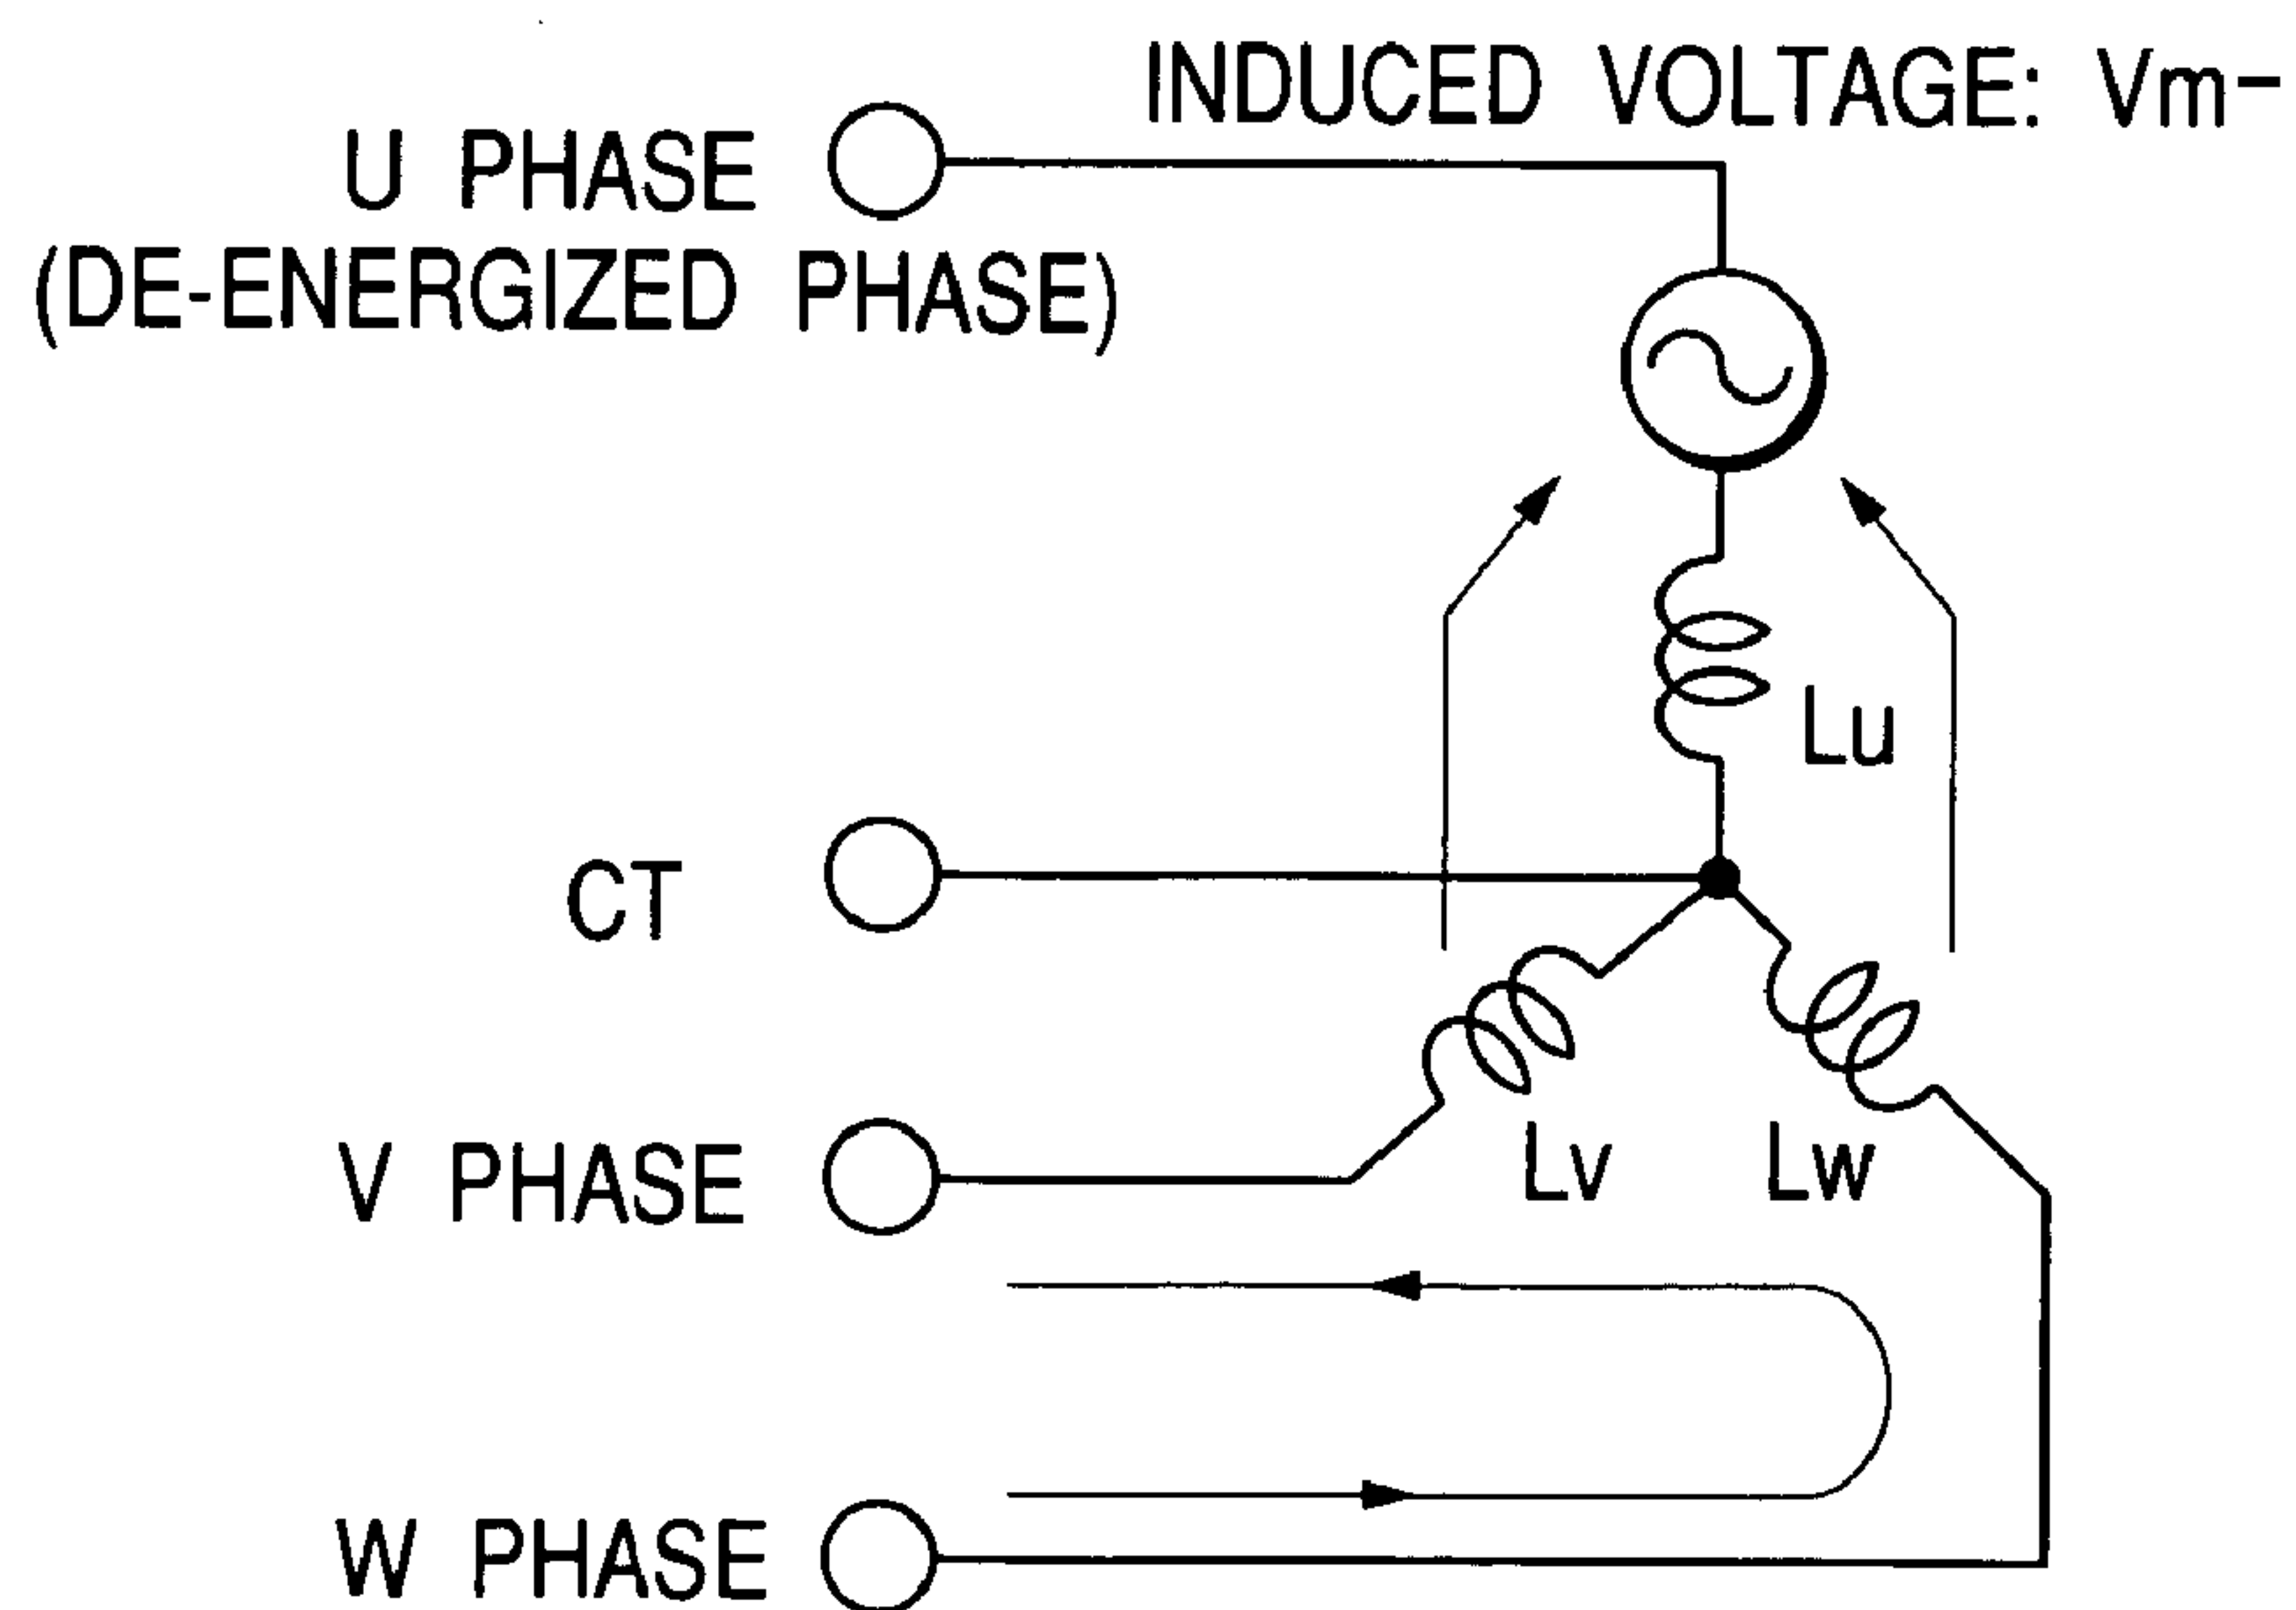 INDUCED VOLTAGE: Vm-
U PHASE
(DE-ENERGIZED PHASE)
Lu
CT
V PHASE
Lv
Lw
W PHASE